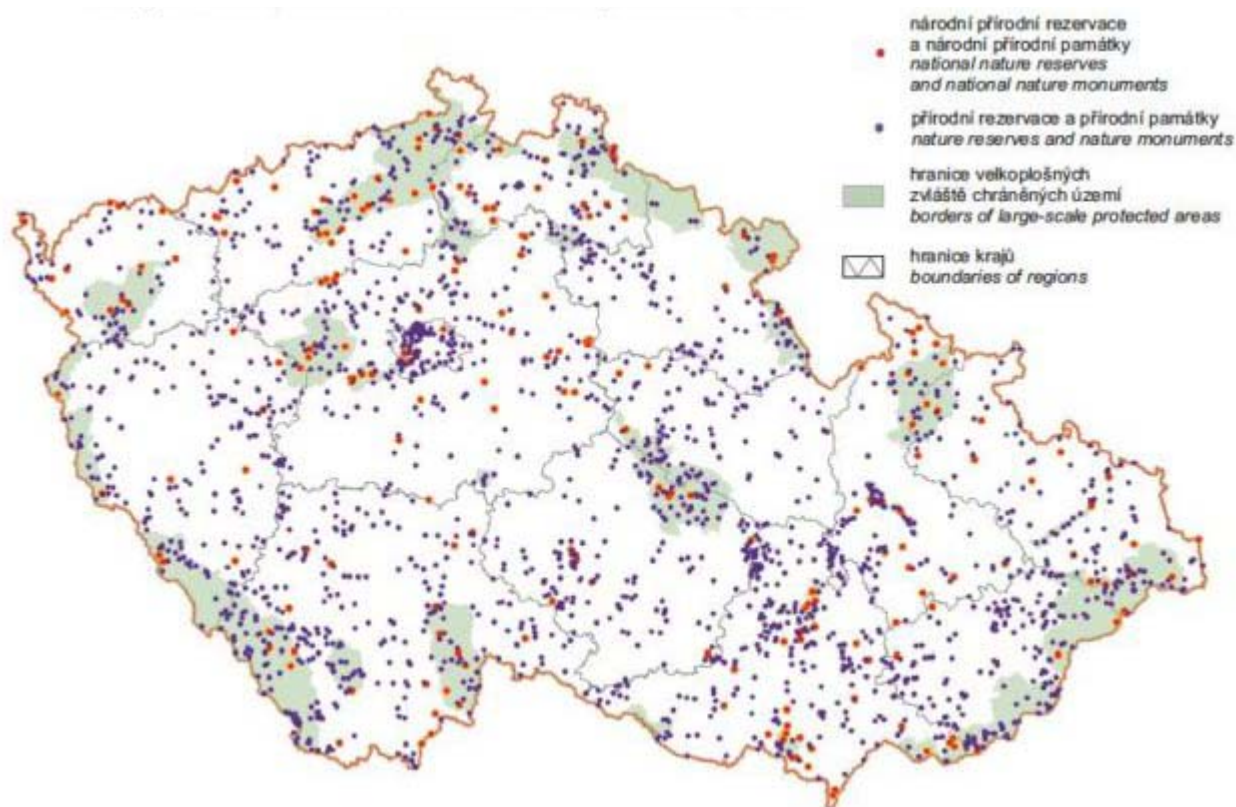 národní přírodní rezervace
a národní přírodní památky
national nature reserves
and national nature monuments
přírodní rezervace a přírodní památky
nature reserves and nature monuments
hranice velkoplošných
zvláště chráněných území
borders of large-scale protected areas
hranice krajů
boundaries of regions